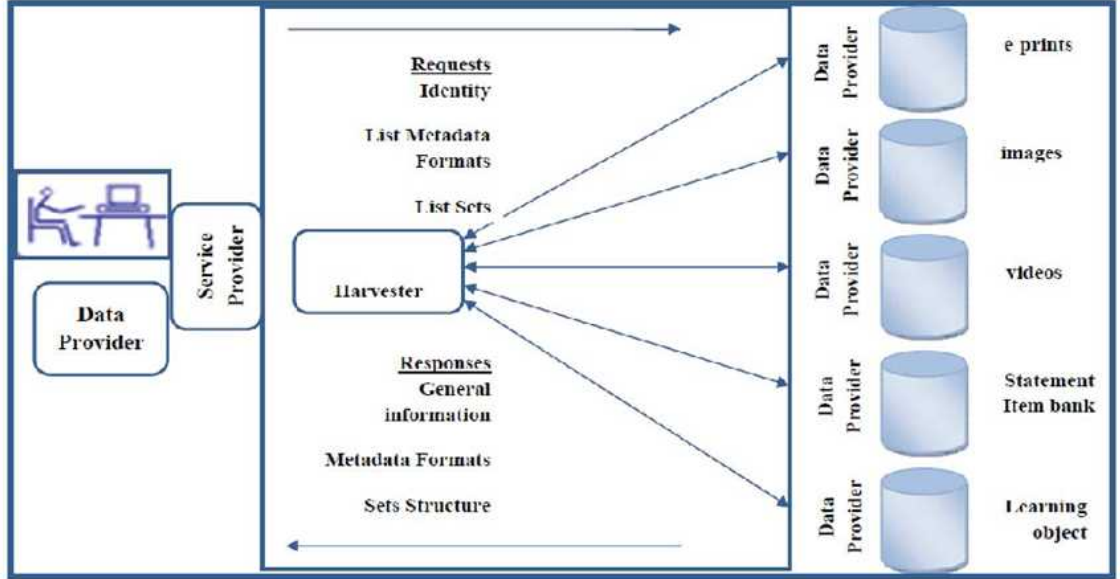 Data
Provider
Service
Provider
Requests
Identity
List Metadata
Formats
List Sets
Harvester
Responses
General
information
Metadata Formats
Sets Structure
Data
Provider
e prints
Data
Provider
images
Data
Provider
videos
Data
Provider
Statement
Item bank
Data
Provider
Learning
object